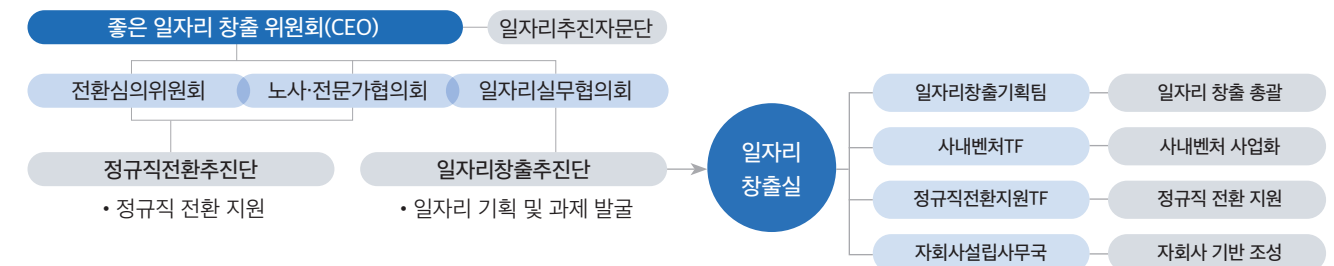 좋은 일자리 창출 위원회(CEO)
일자리추진자문단
전환심의위원회
노사·전문가협의회
일자리실무협의회
정규직전환추진단
• 정규직 전환 지원
일자리창출추진단
• 일자리 기획 및 과제 발굴
일자리
창출실
일자리창출기획팀
일자리 창출 총괄
사내벤처TF
사내벤처 사업화
정규직전환지원TF
정규직 전환 지원
자회사설립사무국
자회사 기반 조성